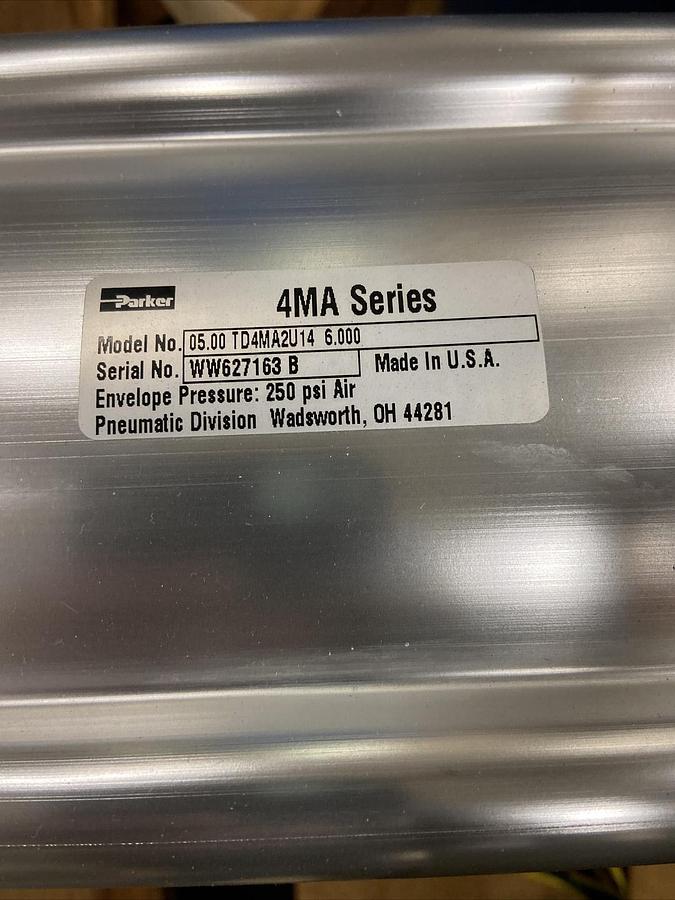 Parker
4MA Series
Model No. 05.00 TD4MA2U14 6.000
Serial No. WW627163 B Made In U.S.A.
Envelope Pressure: 250 psi Air
Pneumatic Division Wadsworth, OH 44281